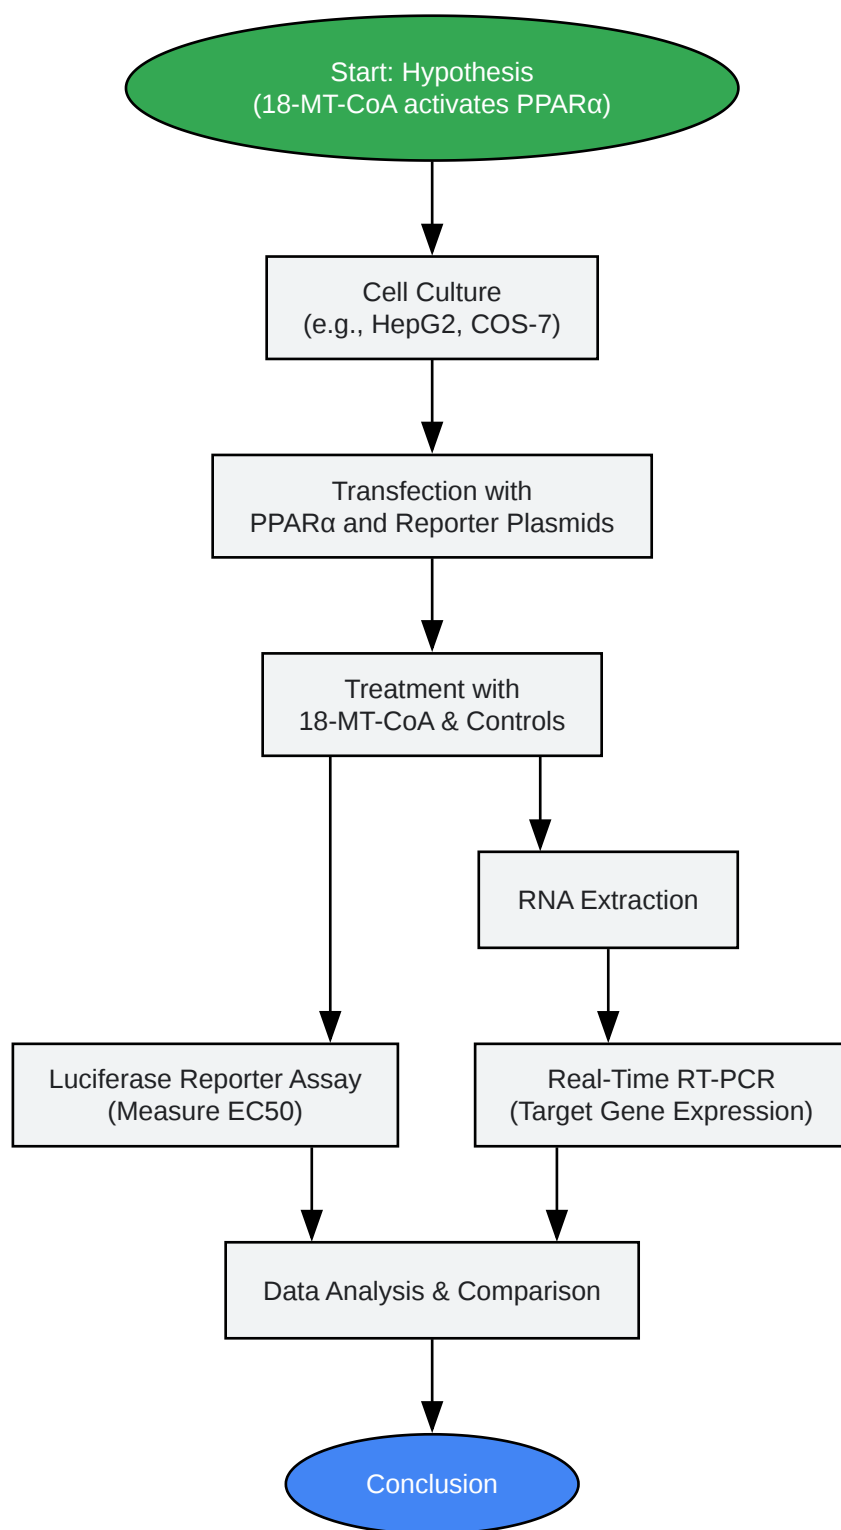 Start: Hypothesis
(18-MT-CoA activates PPARα)
Cell Culture
(e.g., HepG2, COS-7)
Transfection with
PPARα and Reporter Plasmids
Treatment with
18-MT-CoA & Controls
RNA Extraction
Luciferase Reporter Assay
(Measure EC50)
Real-Time RT-PCR
(Target Gene Expression)
Data Analysis & Comparison
Conclusion